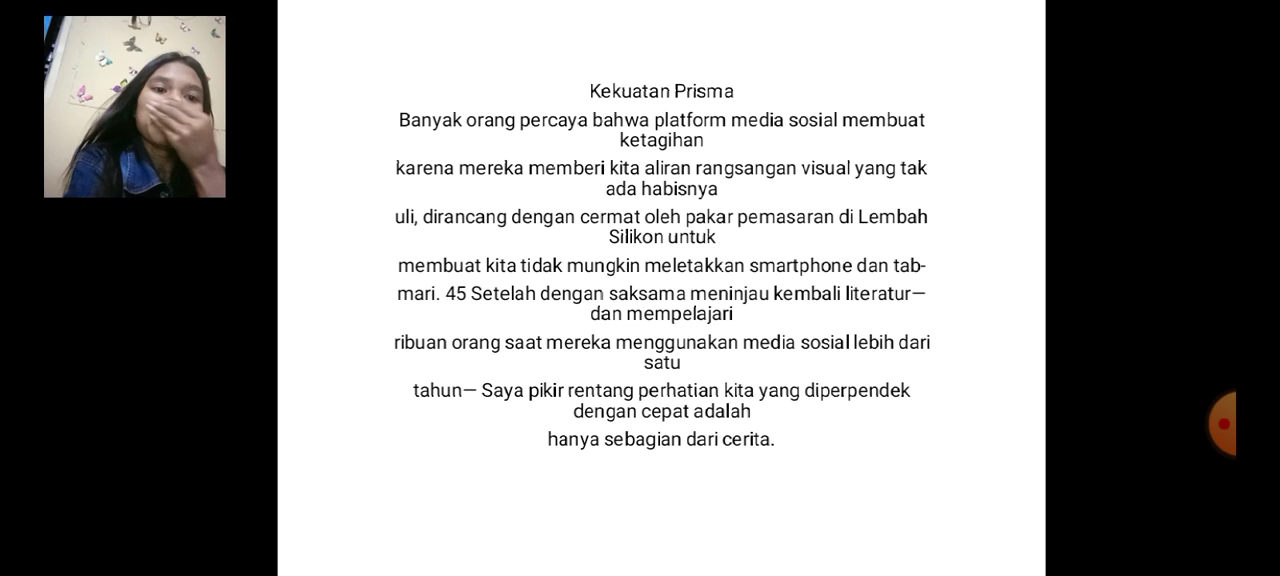 Kekuatan Prisma
Banyak orang percaya bahwa platform media sosial membuat
ketagihan
karena mereka memberi kita aliran rangsangan visual yang tak
ada habisnya
uli, dirancang dengan cermat oleh pakar pemasaran di Lembah
Silikon untuk
membuat kita tidak mungkin meletakkan smartphone dan tab-
mari. 45 Setelah dengan saksama meninjau kembali literatur—
dan mempelajari
ribuan orang saat mereka menggunakan media sosial lebih dari
satu
tahun— Saya pikir rentang perhatian kita yang diperpendek
dengan cepat adalah
hanya sebagian dari cerita.